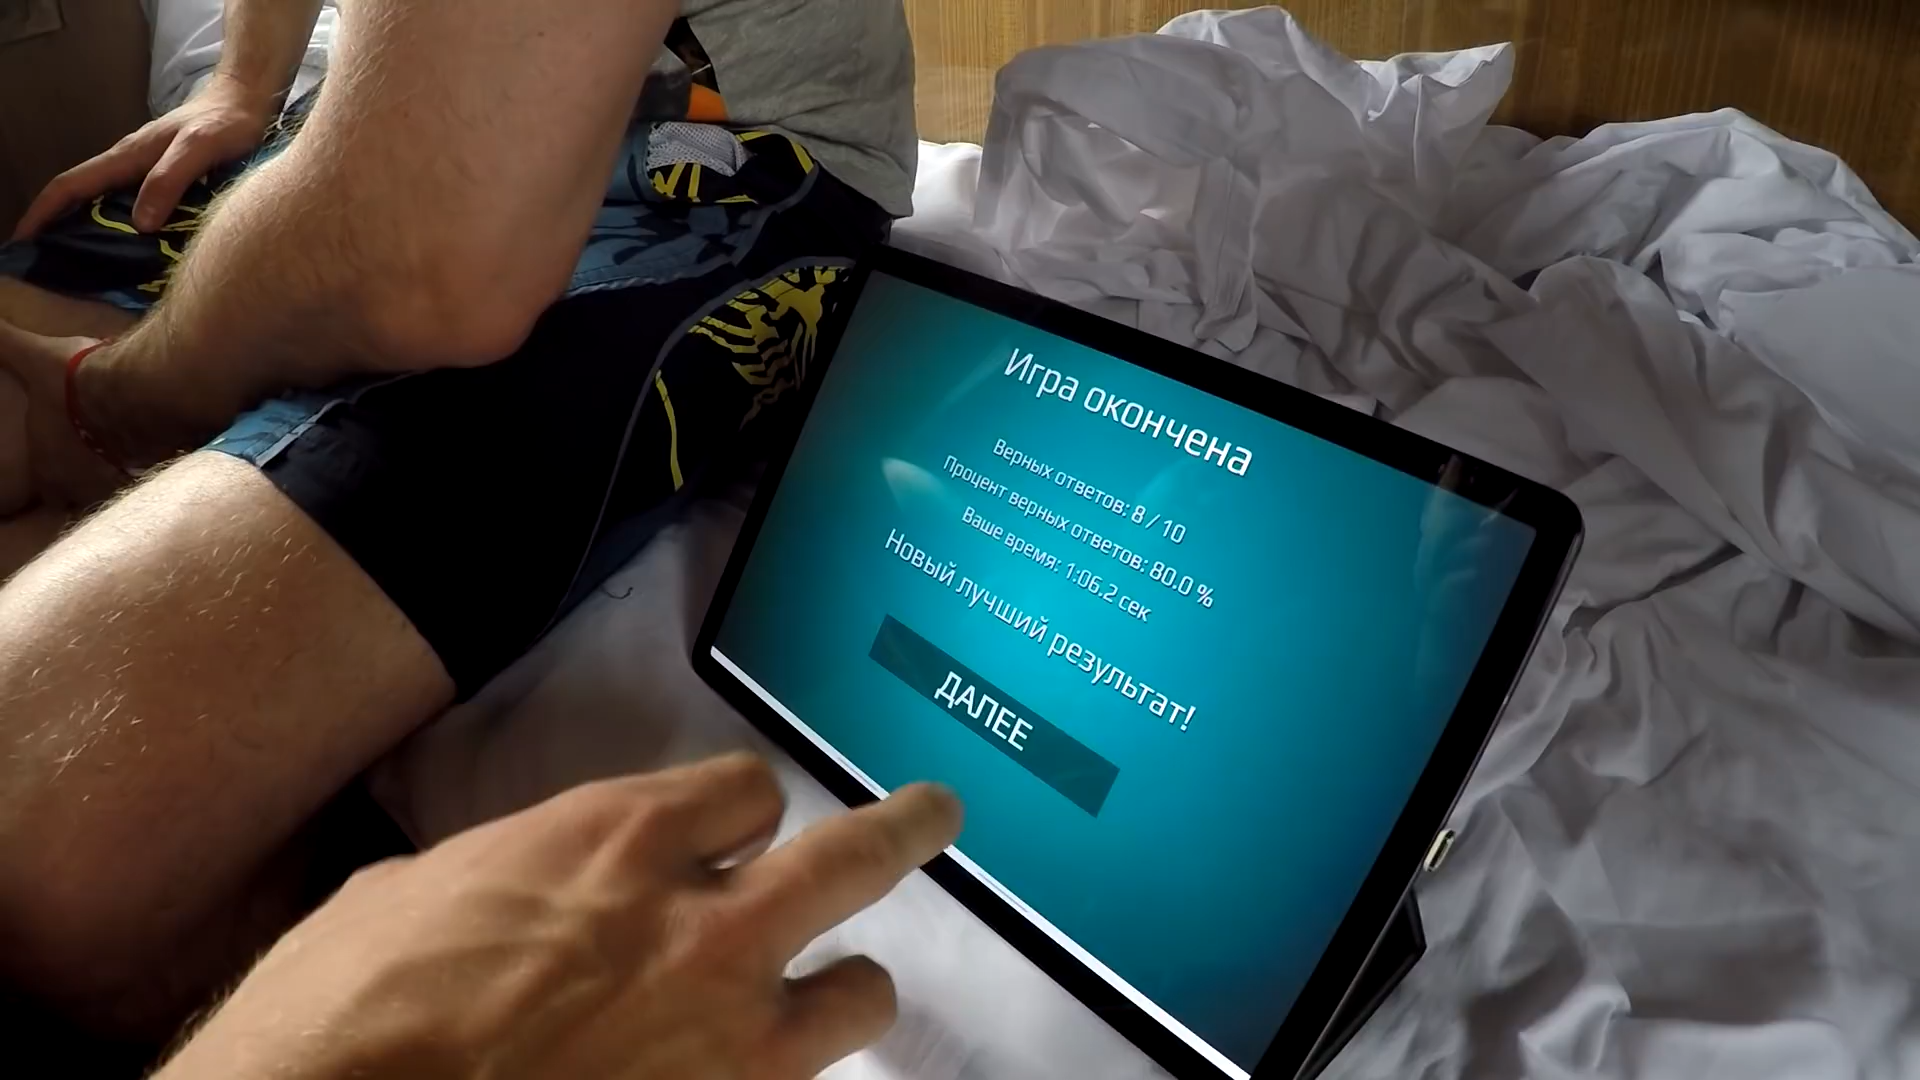 Игра окончена
Верных ответов: 8 / 10
Процент верных ответов: 80.0 %
Ваше время: 1:06.2 сек
Новый лучший результат!
ДАЛЕЕ